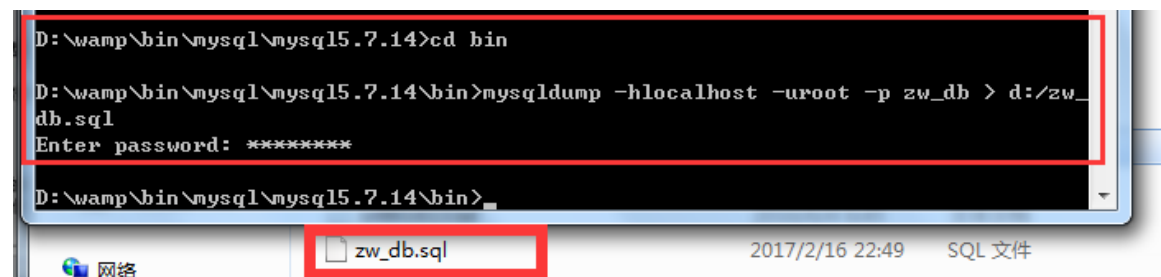 D:\wamp\bin\mysql\mysql5.7.14>cd bin
D:\wamp\bin\mysql\mysql5.7.14\bin>mysqldump -hlocalhost -uroot -p zw_db > d:/zw_
db.sql
Enter password: ********
D:\wamp\bin\mysql\mysql5.7.14\bin>_
zw_db.sql 2017/2/16 22:49 SQL 文件
网络